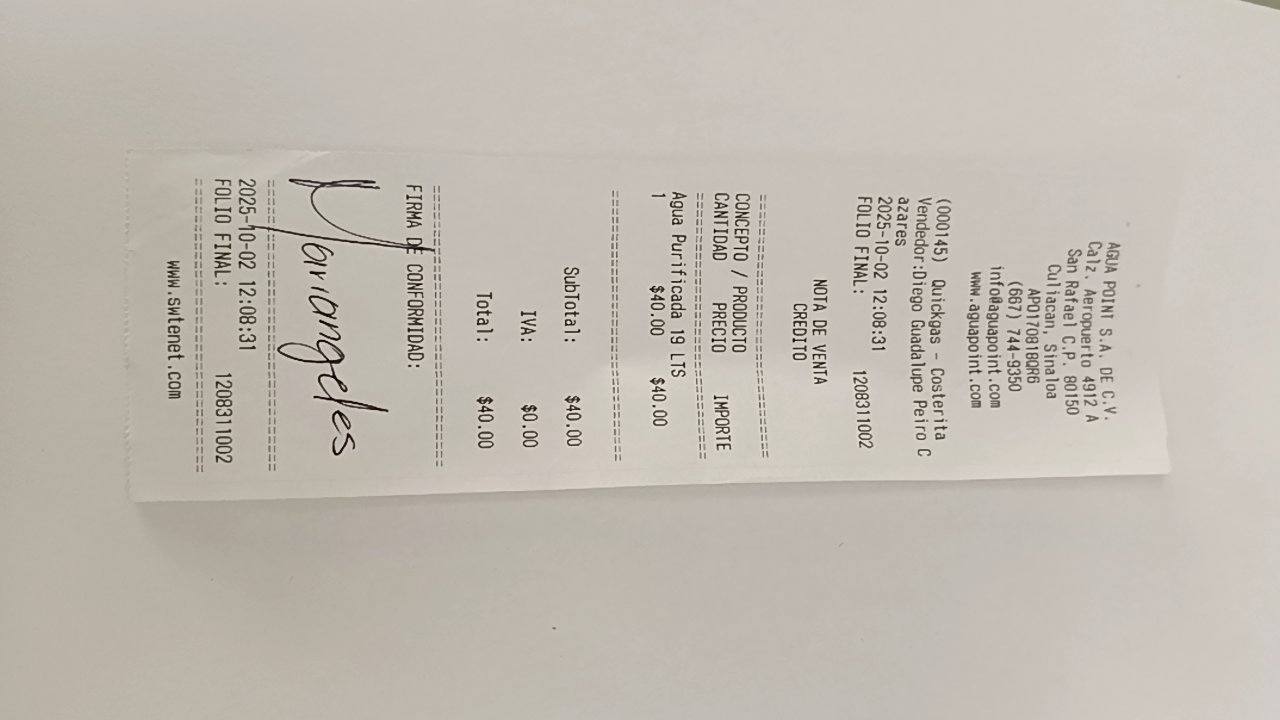 AGUA POINT S.A. DE C.V.
Calz. Aeropuerto 4912 A
San Rafael C.P. 80150
Culiacan, Sinaloa
APO170818QR6
(667) 744-9350
info@aguapoint.com
www.aguapoint.com
(000145) Quickgas - Costerita
Vendedor:Diego Guadalupe Peiro C
azares
2025-10-02 12:08:31
FOLIO FINAL: 1208311002
NOTA DE VENTA
CREDITO
==============================
CONCEPTO / PRODUCTO
CANTIDAD PRECIO IMPORTE
==============================
Agua Purificada 19 LTS
1 $40.00 $40.00
==============================
SubTotal: $40.00
IVA: $0.00
Total: $40.00
==============================
FIRMA DE CONFORMIDAD:
Mariangeles
==============================
2025-10-02 12:08:31
FOLIO FINAL: 1208311002
==============================
www.swtenet.com